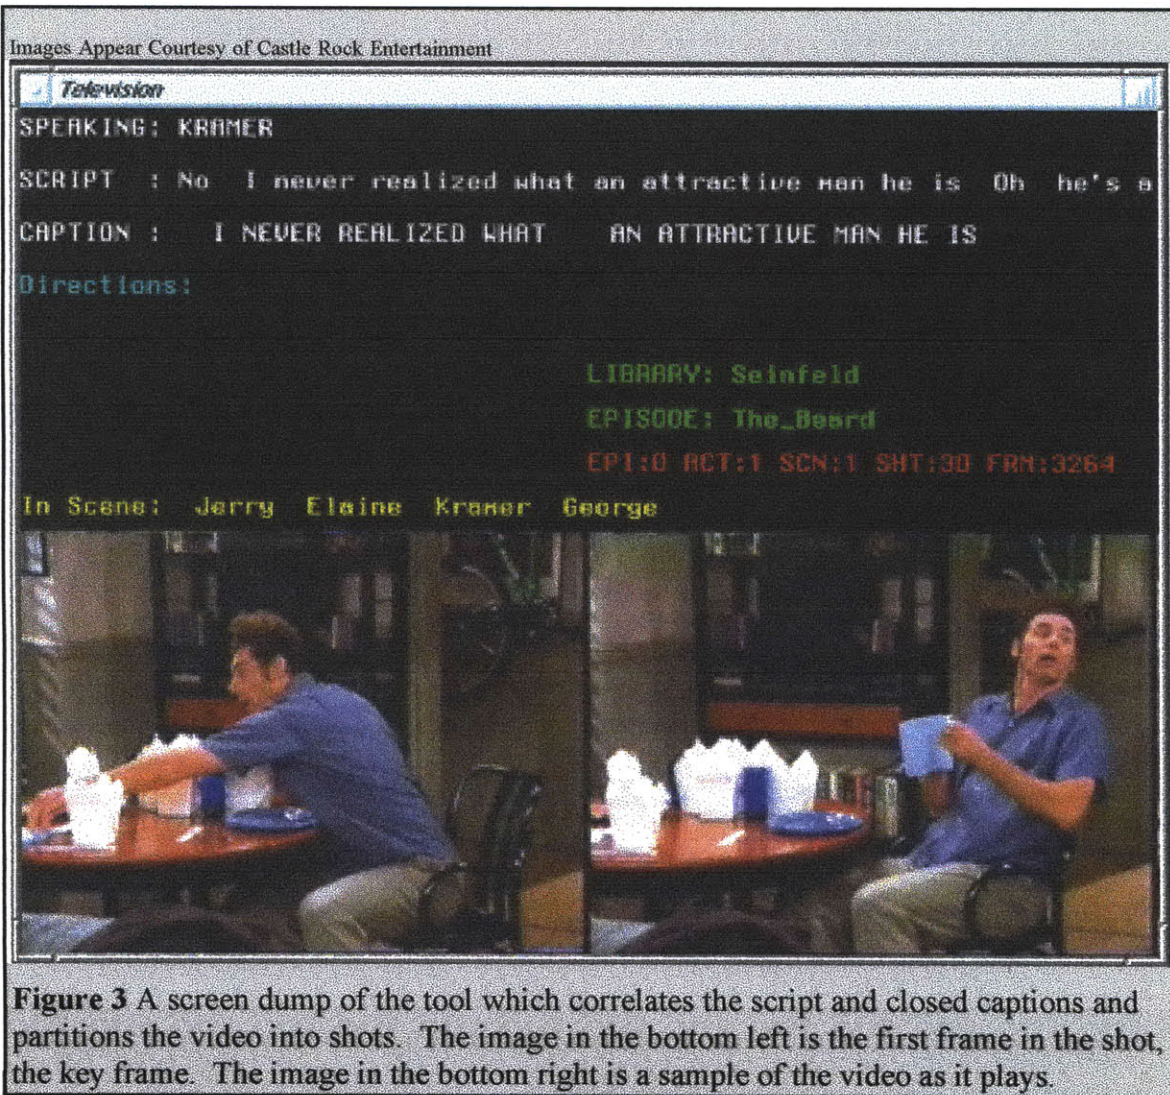 Images Appear Courtesy of Castle Rock Entertainment
Television
SPEAKING: KRAMER
SCRIPT : No I never realized what an attractive man he is Oh he's a
CAPTION : I NEVER REALIZED WHAT AN ATTRACTIVE MAN HE IS
Directions:
LIBRARY: Seinfeld
EPISODE: The_Beard
EPI:0 ACT:1 SCN:1 SHT:30 FRM:3264
In Scene: Jerry Elaine Kramer George
Figure 3 A screen dump of the tool which correlates the script and closed captions and
partitions the video into shots. The image in the bottom left is the first frame in the shot,
the key frame. The image in the bottom right is a sample of the video as it plays.